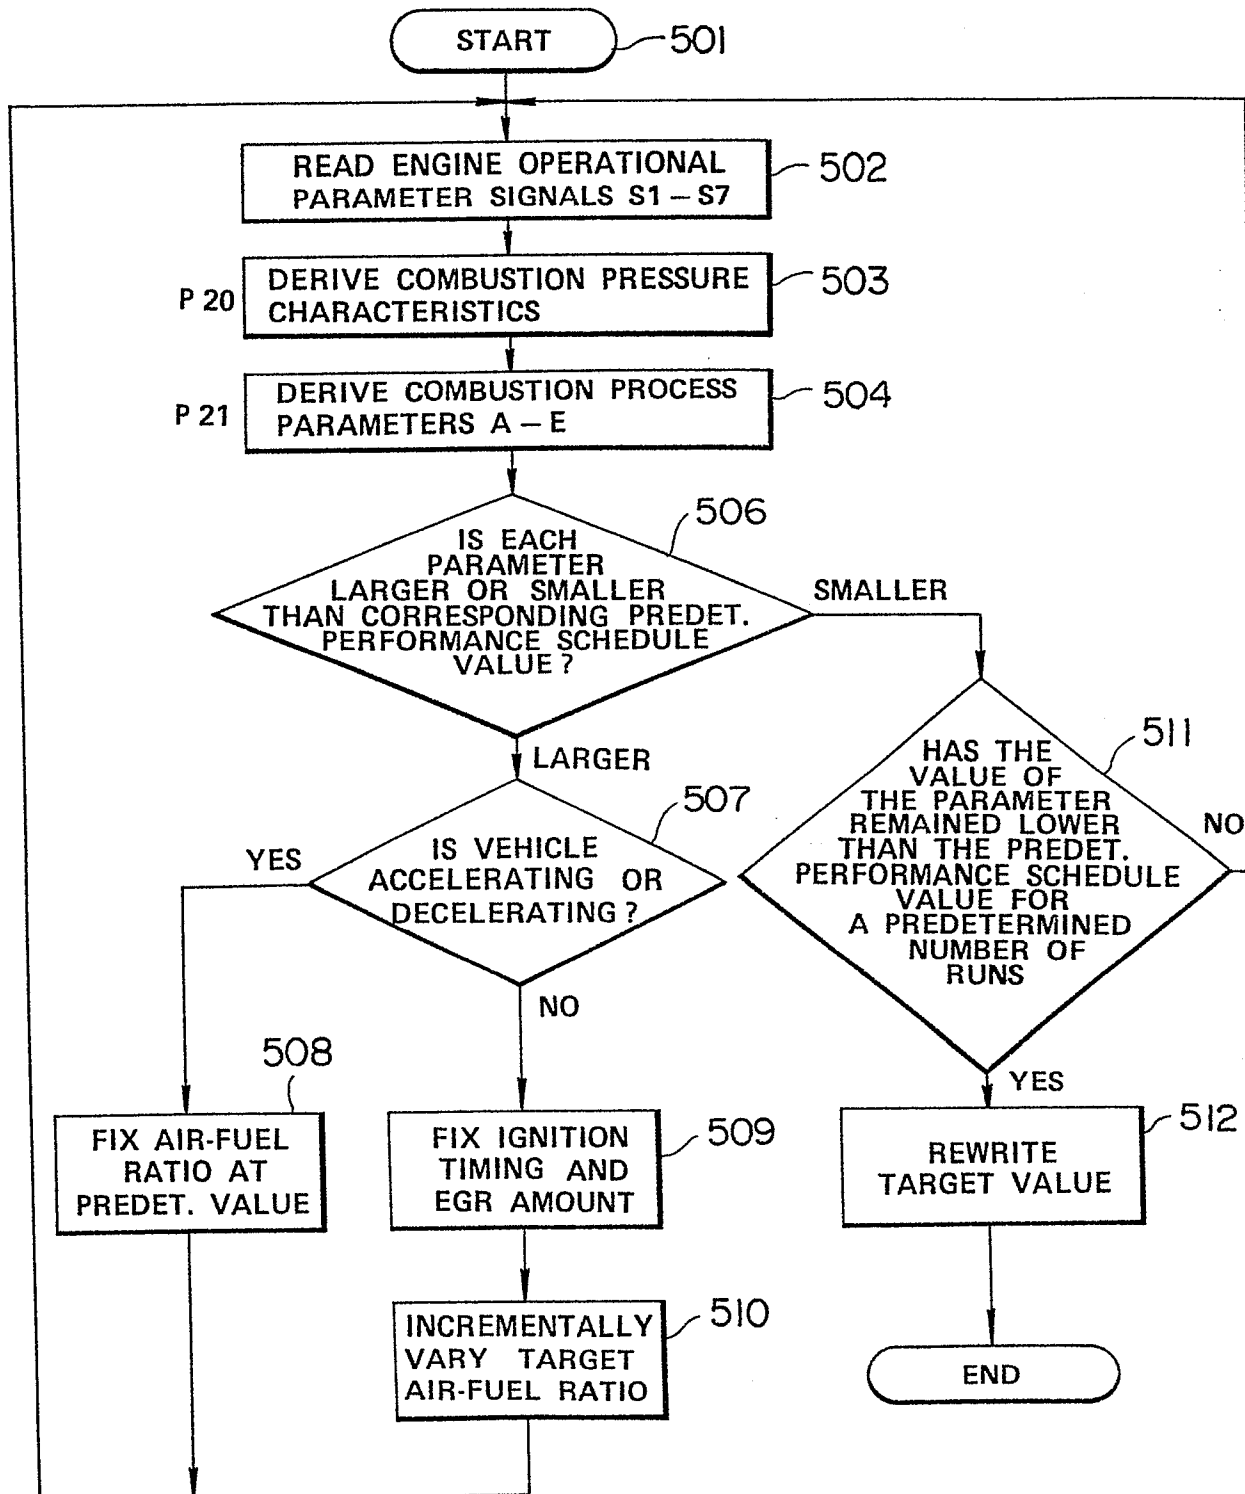 START
501
READ ENGINE OPERATIONAL
PARAMETER SIGNALS S1 – S7
502
P 20
DERIVE COMBUSTION PRESSURE
CHARACTERISTICS
503
P 21
DERIVE COMBUSTION PROCESS
PARAMETERS A – E
504
506
IS EACH
PARAMETER
LARGER OR SMALLER
THAN CORRESPONDING PREDET.
PERFORMANCE SCHEDULE
VALUE ?
SMALLER
LARGER
507
YES
IS VEHICLE
ACCELERATING OR
DECELERATING ?
NO
511
HAS THE
VALUE OF
THE PARAMETER
REMAINED LOWER
THAN THE PREDET.
PERFORMANCE SCHEDULE
VALUE FOR
A PREDETERMINED
NUMBER OF
RUNS
NO
YES
508
FIX AIR-FUEL
RATIO AT
PREDET. VALUE
FIX IGNITION
TIMING AND
EGR AMOUNT
509
REWRITE
TARGET VALUE
512
INCREMENTALLY
VARY TARGET
AIR-FUEL RATIO
510
END